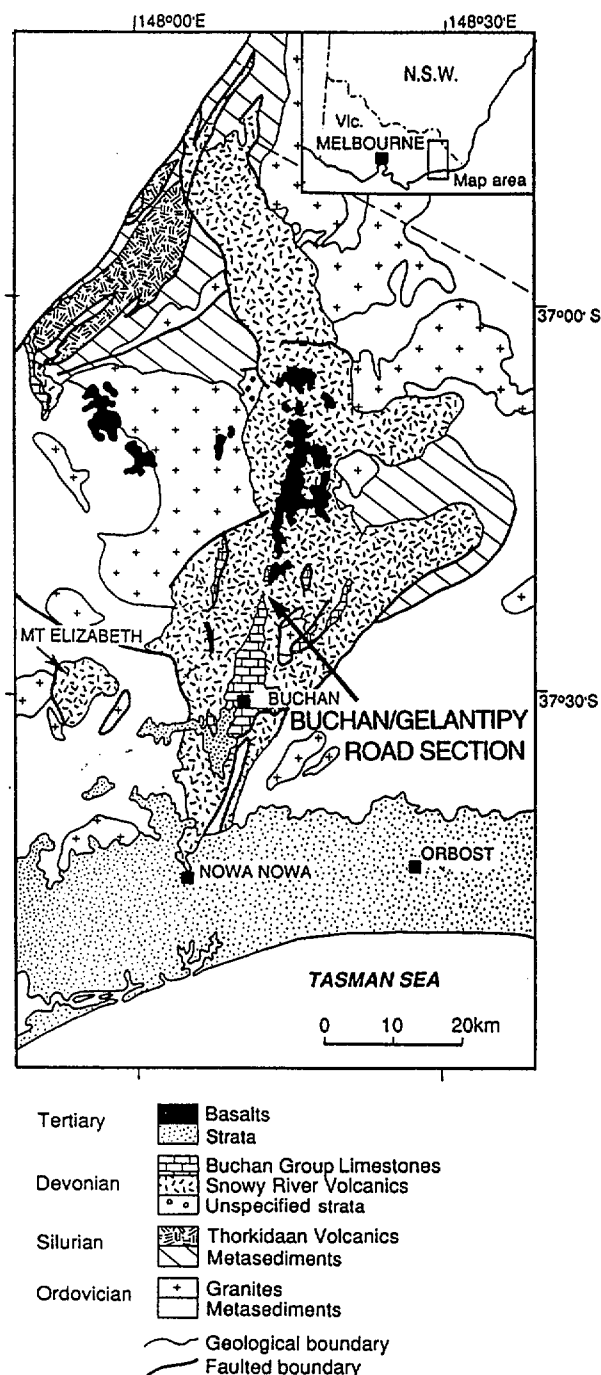 148°00'E
148°30'E
N.S.W.
Vic.
MELBOURNE
Map area
37°00' S
MT ELIZABETH
BUCHAN
37°30' S
BUCHAN/GELANTIPY
ROAD SECTION
NOWA NOWA
ORBOST
TASMAN SEA
0 10 20km
Tertiary
Basalts
Strata
Devonian
Buchan Group Limestones
Snowy River Volcanics
Unspecified strata
Silurian
Thorkidaan Volcanics
Metasediments
Ordovician
Granites
Metasediments
Geological boundary
Faulted boundary